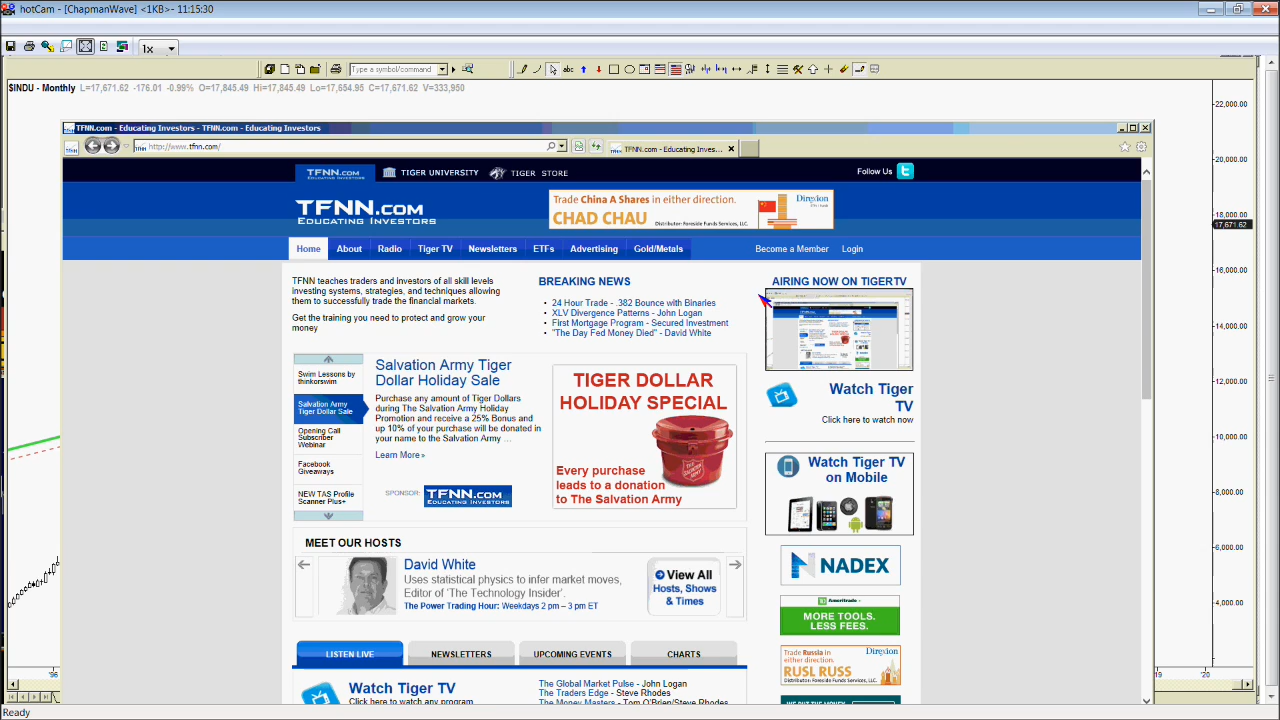 hotCam - [ChapmanWave] <1KB>- 11:15:30
1x
Type a symbol/command
abc
$INDU - Monthly L=17,671.62 -176.01 -0.99% O=17,845.49 Hi=17,845.49 Lo=17,654.95 C=17,671.62 V=333,950
22,000.00
20,000.00
18,000.00
17,671.62
16,000.00
14,000.00
12,000.00
10,000.00
8,000.00
6,000.00
4,000.00
'96
'19
'20
TFNN.com - Educating Investors - TFNN.com - Educating Investors
http://www.tfnn.com/
TFNN.com - Educating Inves...
TFNN.COM
EDUCATING INVESTORS
TIGER UNIVERSITY
TIGER STORE
Follow Us
TFNN.COM
EDUCATING INVESTORS
Trade China A Shares in either direction.
CHAD CHAU
Direxion
Distributor: Foreside Funds Services, LLC.
Home About Radio Tiger TV Newsletters ETFs Advertising Gold/Metals
Become a Member Login
TFNN teaches traders and investors of all skill levels
investing systems, strategies, and techniques allowing
them to successfully trade the financial markets.
Get the training you need to protect and grow your
money
BREAKING NEWS
24 Hour Trade - .382 Bounce with Binaries
XLV Divergence Patterns - John Logan
First Mortgage Program - Secured Investment
"The Day Fed Money Died" - David White
AIRING NOW ON TIGERTV
Watch Tiger
TV
Click here to watch now
Swim Lessons by
thinkorswim
Salvation Army
Tiger Dollar Sale
Opening Call
Subscriber
Webinar
Facebook
Giveaways
NEW TAS Profile
Scanner Plus+
Salvation Army Tiger
Dollar Holiday Sale
Purchase any amount of Tiger Dollars
during The Salvation Army Holiday
Promotion and receive a 25% Bonus and
up 10% of your purchase will be donated in
your name to the Salvation Army ...
Learn More »
SPONSOR:
TFNN.COM
EDUCATING INVESTORS
TIGER DOLLAR
HOLIDAY SPECIAL
Every purchase
leads to a donation
to The Salvation Army
Watch Tiger TV
on Mobile
MEET OUR HOSTS
David White
Uses statistical physics to infer market moves,
Editor of 'The Technology Insider'.
The Power Trading Hour: Weekdays 2 pm – 3 pm ET
View All
Hosts, Shows
& Times
NADEX
Ameritrade
MORE TOOLS.
LESS FEES.
Trade Russia in
either direction.
Direxion
RUSL RUSS
Distributor: Foreside Funds Services, LLC.
LISTEN LIVE
NEWSLETTERS
UPCOMING EVENTS
CHARTS
Watch Tiger TV
Click here to watch any program
The Global Market Pulse - John Logan
The Traders Edge - Steve Rhodes
The Money Masters - Tom O'Brien/Steve Rhodes
Ready